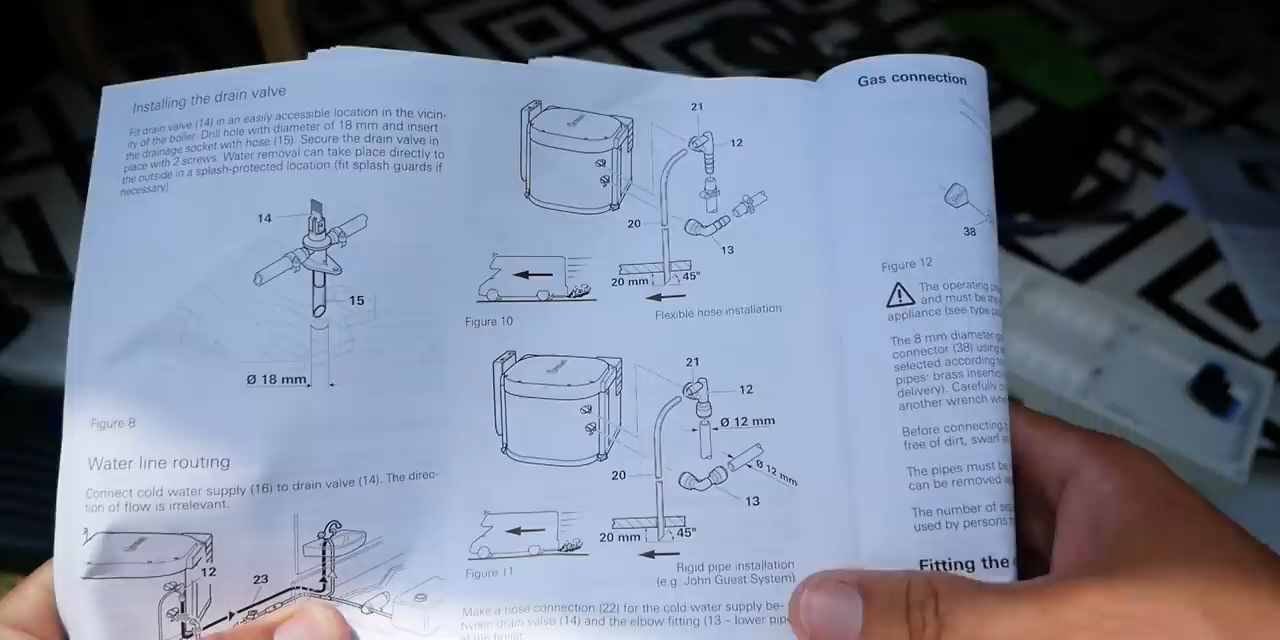 Installing the drain valve
Fit drain valve (14) in an easily accessible location in the vicin-
ity of the boiler. Drill hole with diameter of 18 mm and insert
the drainage socket with hose (15). Secure the drain valve in
place with 2 screws. Water removal can take place directly to
the outside in a splash-protected location (fit splash guards if
necessary)
14
15
Ø 18 mm
Figure 8
Water line routing
Connect cold water supply (16) to drain valve (14). The direc-
tion of flow is irrelevant.
12
23
21
12
20
13
20 mm
45°
Figure 10
Flexible hose installation
21
12
Ø 12 mm
Ø 12 mm
20
13
20 mm
45°
Figure 11
Rigid pipe installation
(e.g. John Guest System)
Make a hose connection (22) for the cold water supply be-
tween drain valve (14) and the elbow fitting (13 – lower pip
Gas connection
38
Figure 12
The operating
and must be
appliance (see type
The 8 mm diameter
connector (38) using
selected according
pipes: brass
delivery). Carefully
another wrench
Before connecting
free of dirt, swarf
The pipes must be
can be removed
The number of
used by persons
Fitting the